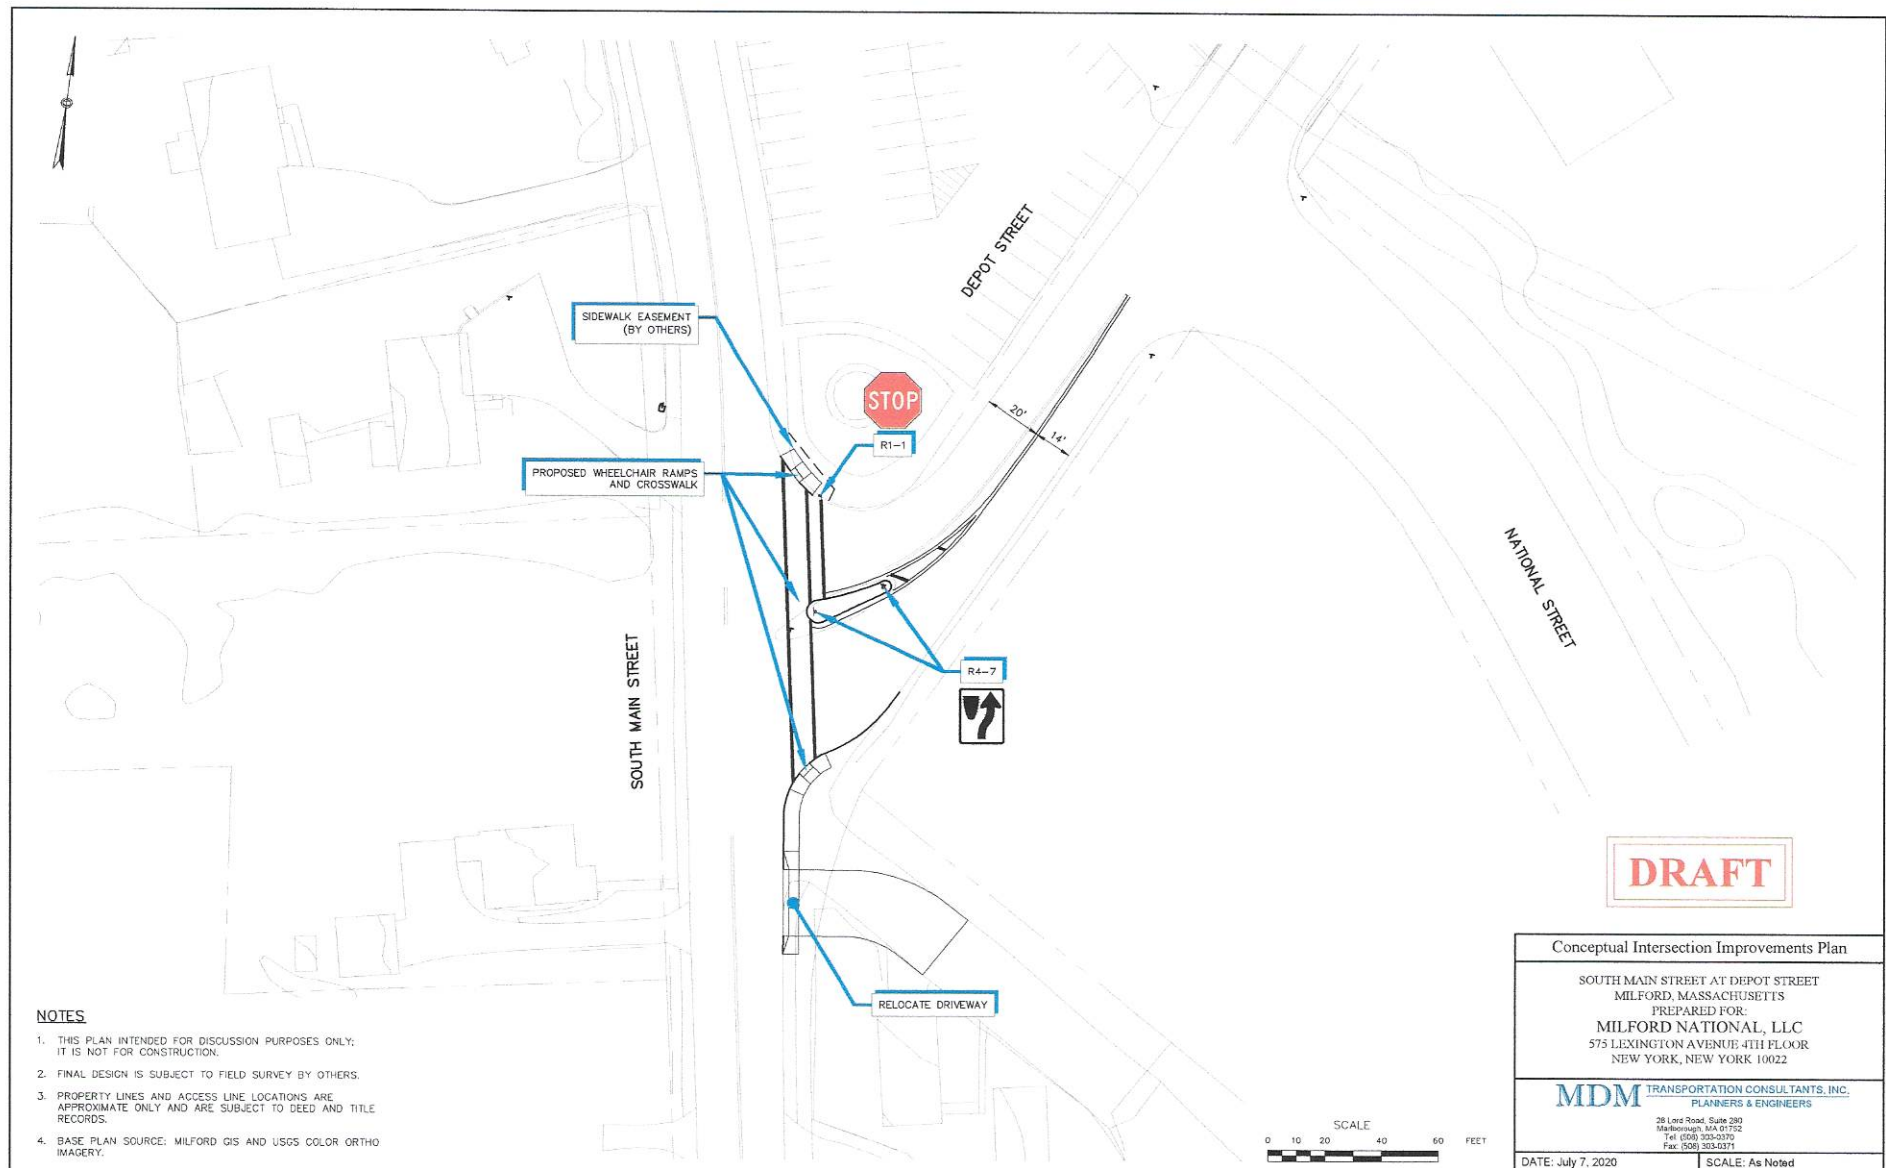 DEPOT STREET
SIDEWALK EASEMENT
(BY OTHERS)
STOP
R1-1
20'
14'
PROPOSED WHEELCHAIR RAMPS
AND CROSSWALK
NATIONAL STREET
SOUTH MAIN STREET
R4-7
RELOCATE DRIVEWAY
DRAFT
NOTES
1. THIS PLAN INTENDED FOR DISCUSSION PURPOSES ONLY;
IT IS NOT FOR CONSTRUCTION.
2. FINAL DESIGN IS SUBJECT TO FIELD SURVEY BY OTHERS.
3. PROPERTY LINES AND ACCESS LINE LOCATIONS ARE
APPROXIMATE ONLY AND ARE SUBJECT TO DEED AND TITLE
RECORDS.
4. BASE PLAN SOURCE: MILFORD GIS AND USGS COLOR ORTHO
IMAGERY.
SCALE
0 10 20 40 60 FEET
Conceptual Intersection Improvements Plan
SOUTH MAIN STREET AT DEPOT STREET
MILFORD, MASSACHUSETTS
PREPARED FOR:
MILFORD NATIONAL, LLC
575 LEXINGTON AVENUE 4TH FLOOR
NEW YORK, NEW YORK 10022
MDM TRANSPORTATION CONSULTANTS, INC.
PLANNERS & ENGINEERS
28 Lord Road, Suite 280
Marlborough, MA 01752
Tel: (508) 303-0370
Fax: (508) 303-0371
DATE: July 7, 2020 SCALE: As Noted